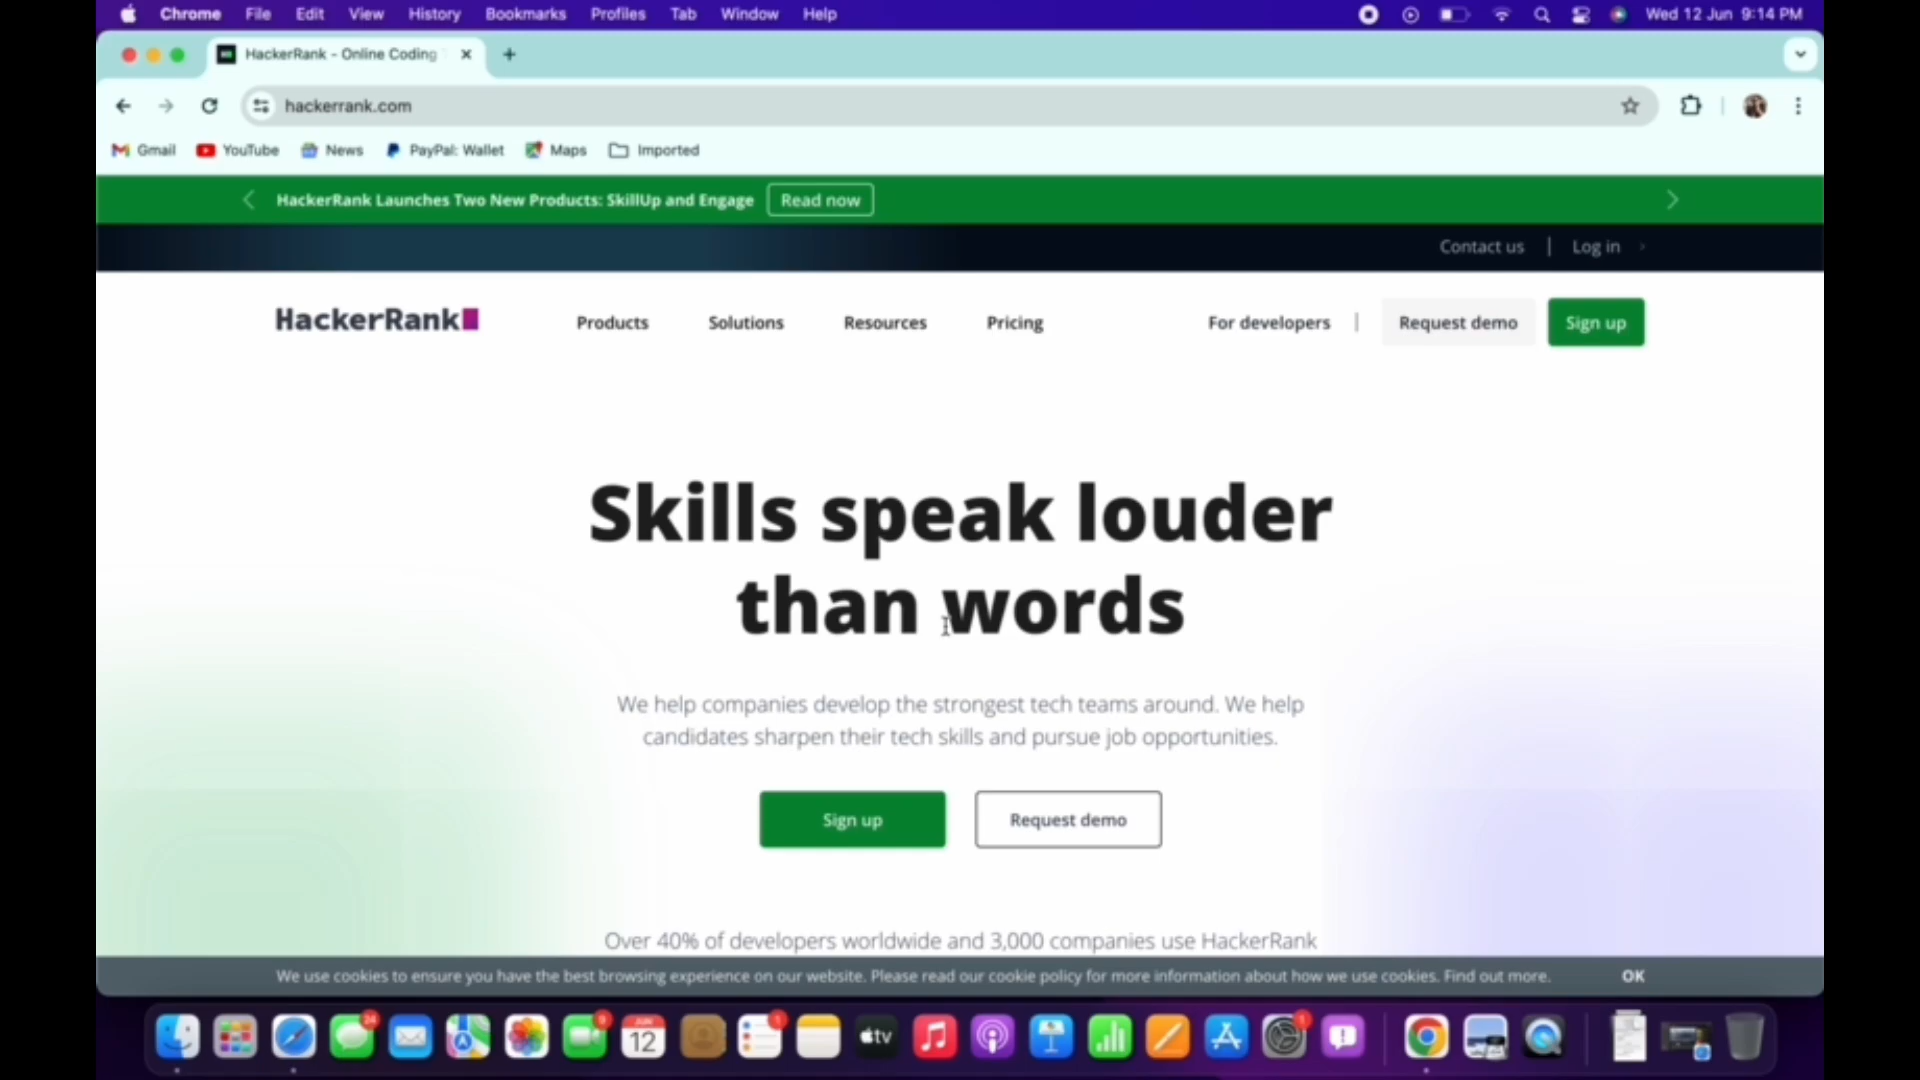 Chrome File Edit View History Bookmarks Profiles Tab Window Help Wed 12 Jun 9:14 PM
HackerRank - Online Coding
hackerrank.com
Gmail YouTube News PayPal: Wallet Maps Imported
HackerRank Launches Two New Products: SkillUp and Engage Read now
Contact us | Log in
HackerRank Products Solutions Resources Pricing For developers | Request demo Sign up
Skills speak louder
than words
We help companies develop the strongest tech teams around. We help
candidates sharpen their tech skills and pursue job opportunities.
Sign up Request demo
Over 40% of developers worldwide and 3,000 companies use HackerRank
We use cookies to ensure you have the best browsing experience on our website. Please read our cookie policy for more information about how we use cookies. Find out more. OK
24 9 JUN 12 1 tv 1